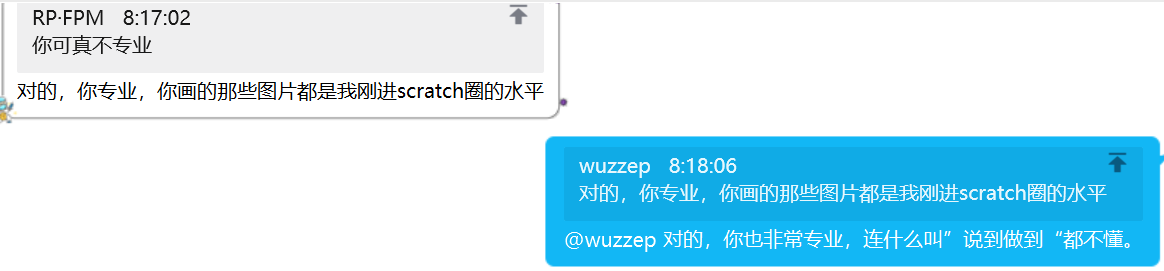 RP·FPM 8:17:02
你可真不专业
对的，你专业，你画的那些图片都是我刚进scratch圈的水平
wuzzep 8:18:06
对的，你专业，你画的那些图片都是我刚进scratch圈的水平
@wuzzep 对的，你也非常专业，连什么叫”说到做到“都不懂。